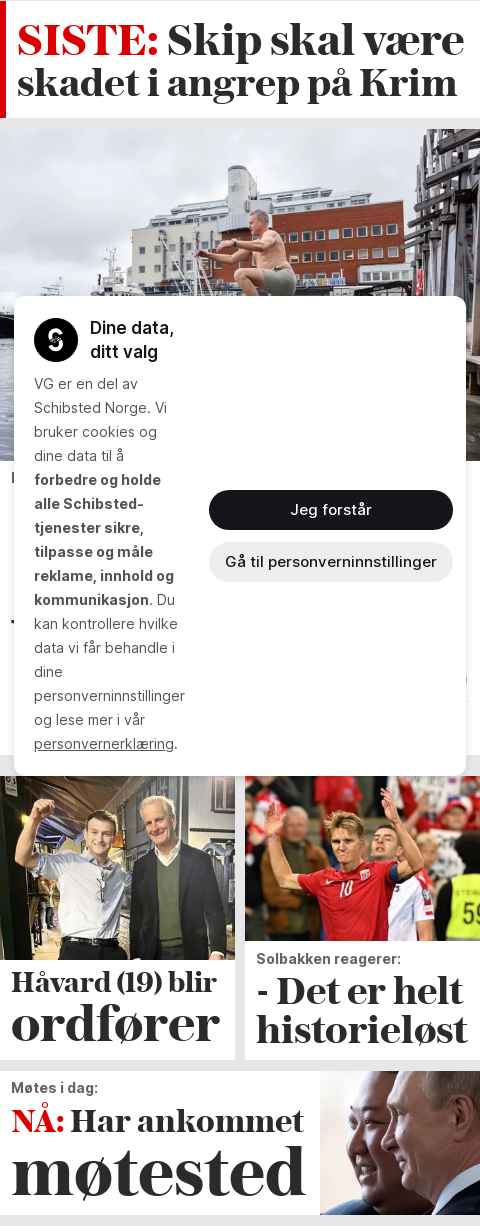 SISTE: Skip skal være
skadet i angrep på Krim
Dine data,
ditt valg
VG er en del av
Schibsted Norge. Vi
bruker cookies og
dine data til å
forbedre og holde
alle Schibsted-
tjenester sikre,
tilpasse og måle
reklame, innhold og
kommunikasjon. Du
kan kontrollere hvilke
data vi får behandle i
dine
personverninnstillinger
og lese mer i vår
personvernerklæring.
Jeg forstår
Gå til personverninnstillinger
Håvard (19) blir
ordfører
10
59
Solbakken reagerer:
- Det er helt
historieløst
Møtes i dag:
NÅ: Har ankommet
møtested